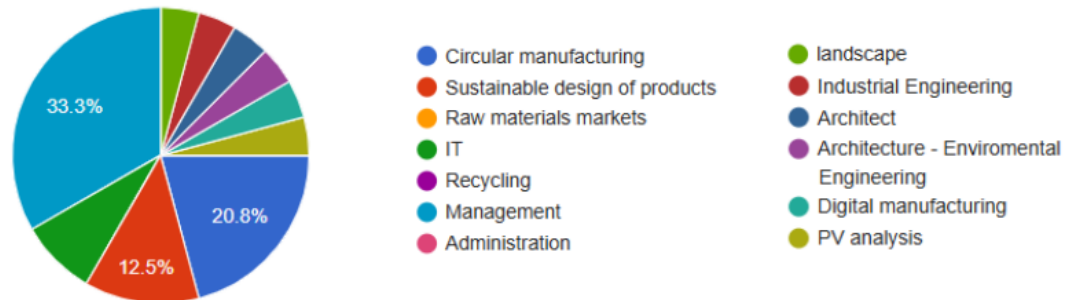 33.3%
20.8%
12.5%
Circular manufacturing
Sustainable design of products
Raw materials markets
IT
Recycling
Management
Administration
landscape
Industrial Engineering
Architect
Architecture - Enviromental
Engineering
Digital manufacturing
PV analysis